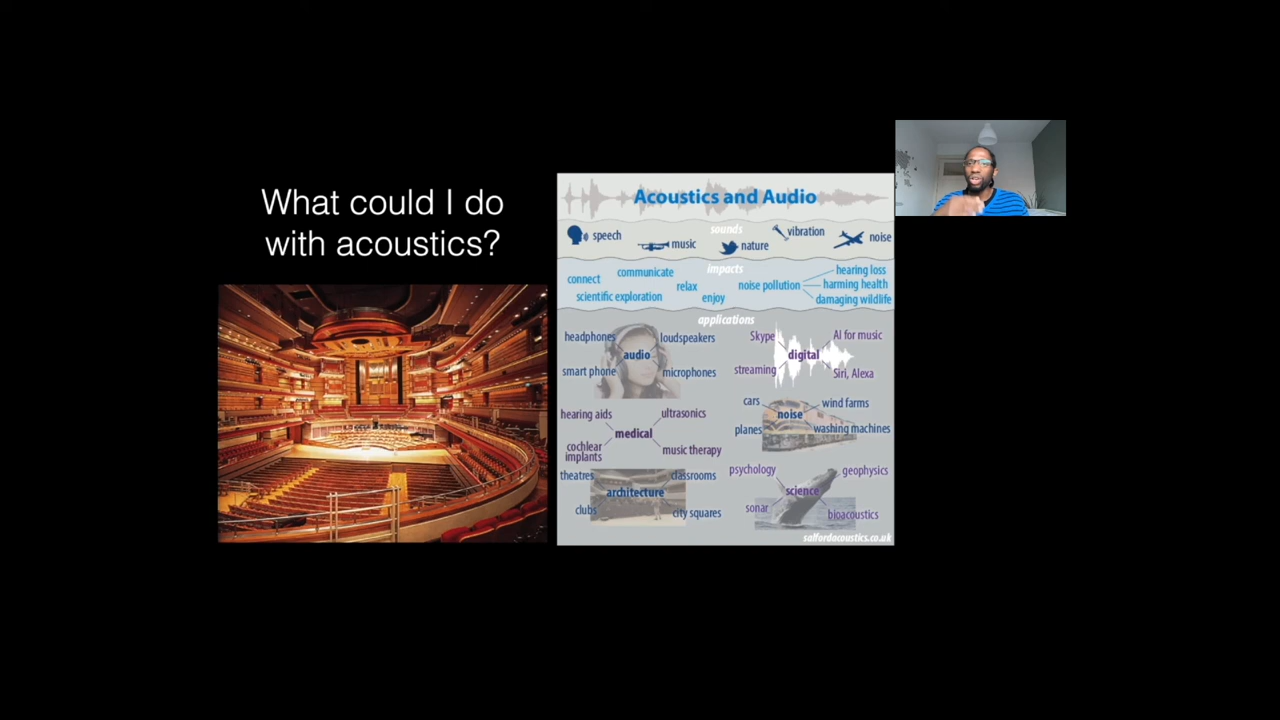 What could I do
with acoustics?
Acoustics and Audio
sounds
speech
music
nature
vibration
noise
impacts
connect
communicate
scientific exploration
relax
enjoy
noise pollution
hearing loss
harming health
damaging wildlife
applications
headphones
loudspeakers
audio
smart phone
microphones
Skype
AI for music
digital
streaming
Siri, Alexa
hearing aids
ultrasonics
medical
cochlear
implants
music therapy
cars
wind farms
noise
planes
washing machines
theatres
classrooms
architecture
clubs
city squares
psychology
geophysics
science
sonar
bioacoustics
salfordacoustics.co.uk